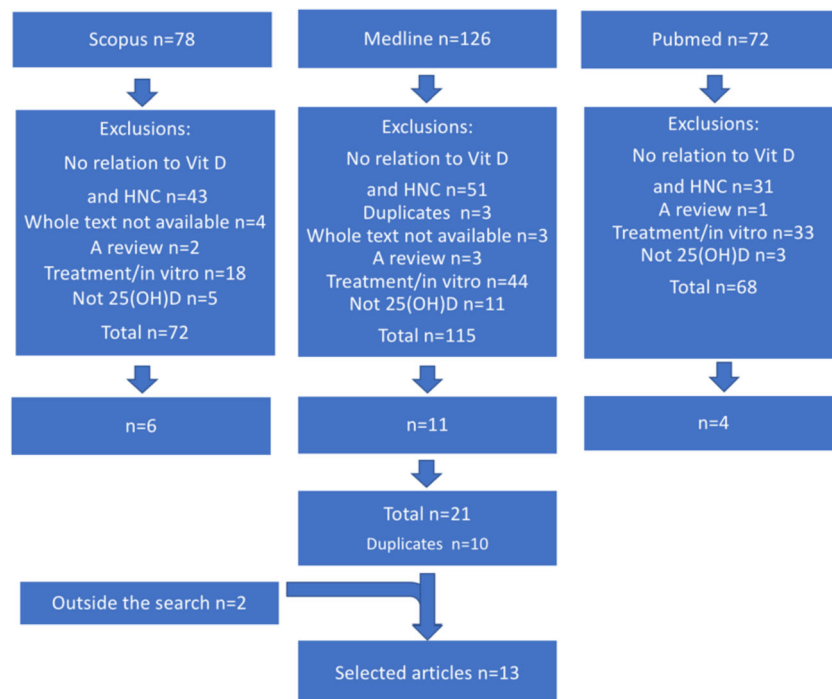 Scopus n=78
Medline n=126
Pubmed n=72
Exclusions:
No relation to Vit D
and HNC n=43
Whole text not available n=4
A review n=2
Treatment/in vitro n=18
Not 25(OH)D n=5
Total n=72
Exclusions:
No relation to Vit D
and HNC n=51
Duplicates n=3
Whole text not available n=3
A review n=3
Treatment/in vitro n=44
Not 25(OH)D n=11
Total n=115
Exclusions:
No relation to Vit D
and HNC n=31
A review n=1
Treatment/in vitro n=33
Not 25(OH)D n=3
Total n=68
n=6
n=11
n=4
Total n=21
Duplicates n=10
Outside the search n=2
Selected articles n=13